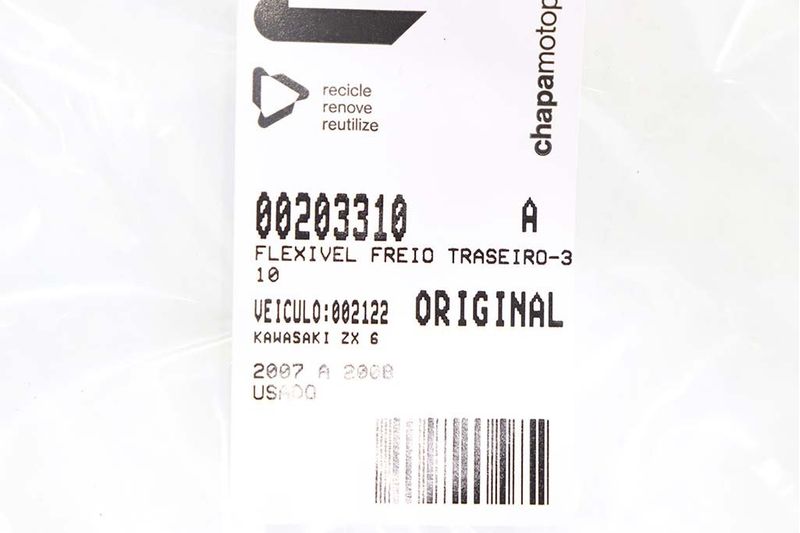 recicle
renove
reutilize
chapamotop
00203310 A
FLEXIVEL FREIO TRASEIRO-3
10
VEICULO:002122 ORIGINAL
KAWASAKI ZX 6
2007 A 2008
USADO